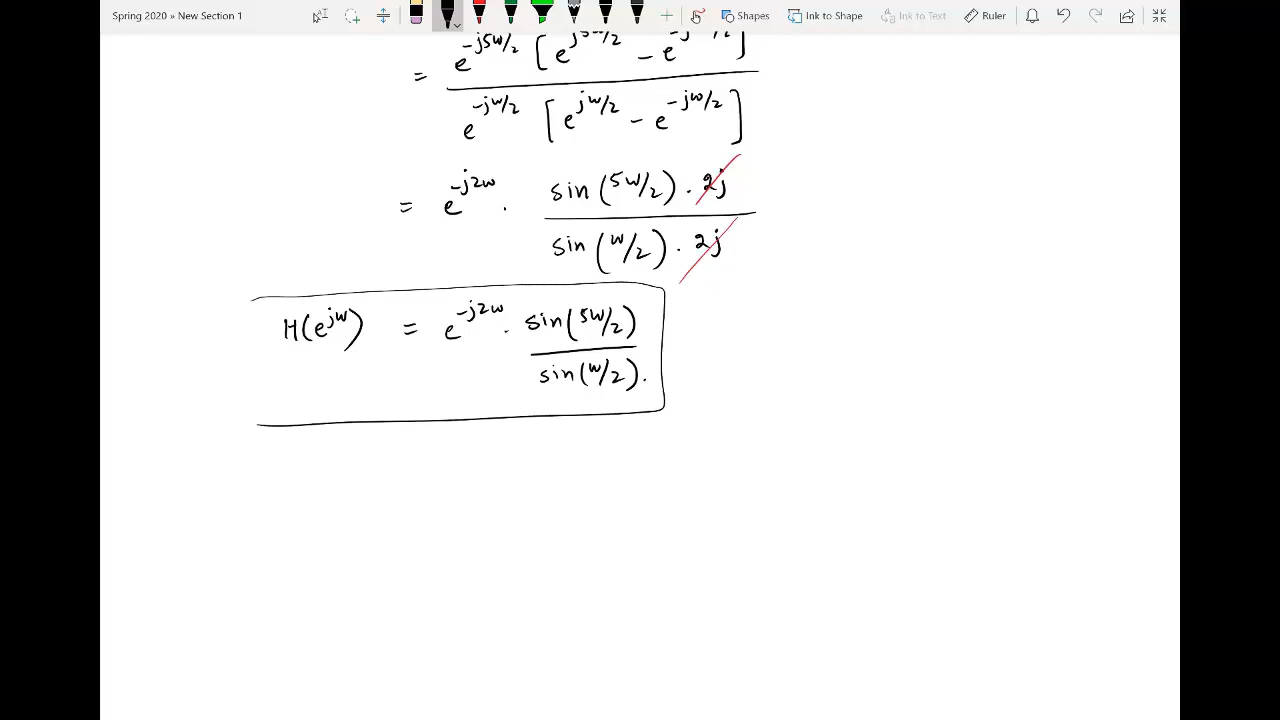 Spring 2020 » New Section 1
Shapes
Ink to Shape
Ink to Text
Ruler
= e^{-j5w/2} [e^{j5w/2} - e^{-j5w/2}]
e^{-jw/2} [e^{jw/2} - e^{-jw/2}]
= e^{-j2w} . sin(5w/2) . 2j
sin(w/2) . 2j
H(e^{jw}) = e^{-j2w} . sin(5w/2)
sin(w/2).